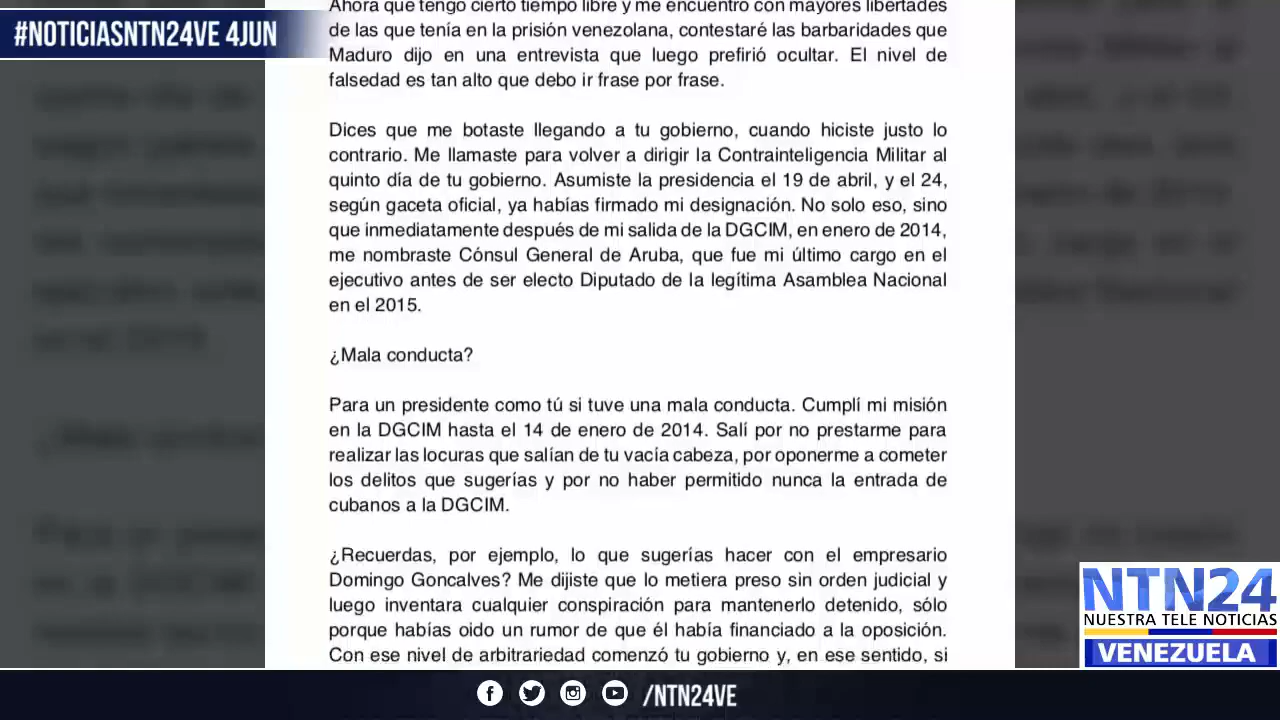 #NOTICIASNTN24VE 4JUN
Ahora que tengo cierto tiempo libre y me encuentro con mayores libertades
de las que tenía en la prisión venezolana, contestaré las barbaridades que
Maduro dijo en una entrevista que luego prefirió ocultar. El nivel de
falsedad es tan alto que debo ir frase por frase.
Dices que me botaste llegando a tu gobierno, cuando hiciste justo lo
contrario. Me llamaste para volver a dirigir la Contrainteligencia Militar al
quinto día de tu gobierno. Asumiste la presidencia el 19 de abril, y el 24,
según gaceta oficial, ya habías firmado mi designación. No solo eso, sino
que inmediatamente después de mi salida de la DGCIM, en enero de 2014,
me nombraste Cónsul General de Aruba, que fue mi último cargo en el
ejecutivo antes de ser electo Diputado de la legítima Asamblea Nacional
en el 2015.
¿Mala conducta?
Para un presidente como tú si tuve una mala conducta. Cumplí mi misión
en la DGCIM hasta el 14 de enero de 2014. Salí por no prestarme para
realizar las locuras que salían de tu vacía cabeza, por oponerme a cometer
los delitos que sugerías y por no haber permitido nunca la entrada de
cubanos a la DGCIM.
¿Recuerdas, por ejemplo, lo que sugerías hacer con el empresario
Domingo Goncalves? Me dijiste que lo metiera preso sin orden judicial y
luego inventara cualquier conspiración para mantenerlo detenido, sólo
porque habías oido un rumor de que él había financiado a la oposición.
Con ese nivel de arbitrariedad comenzó tu gobierno y, en ese sentido, si
NTN24
NUESTRA TELE NOTICIAS
VENEZUELA
/NTN24VE